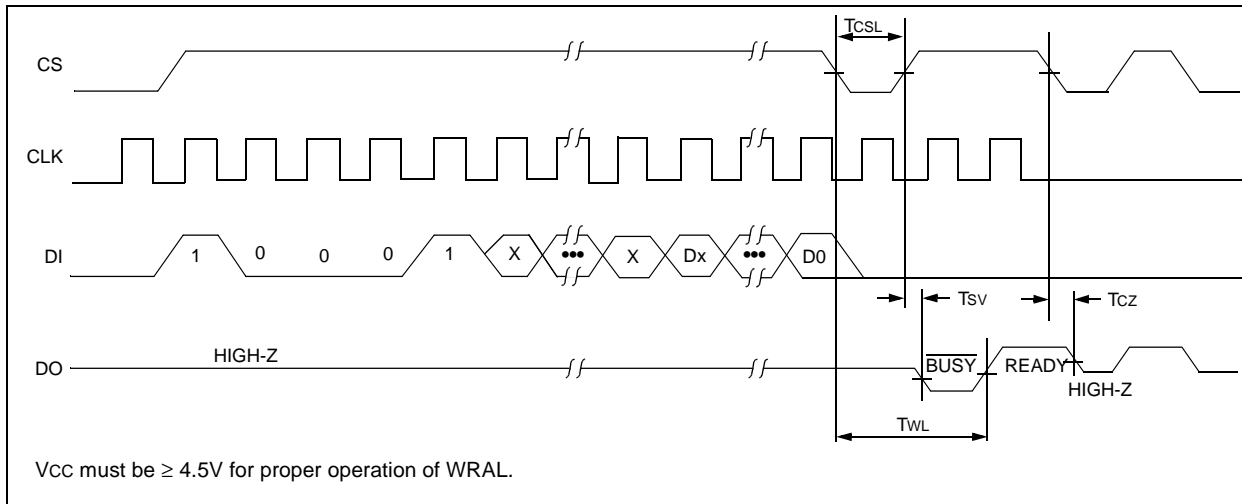 TCSL
CS
CLK
DI 1 0 0 0 1 X ••• X Dx ••• D0
TSV TCZ
DO HIGH-Z BUSY READY
HIGH-Z
TWL
VCC must be ≥ 4.5V for proper operation of WRAL.